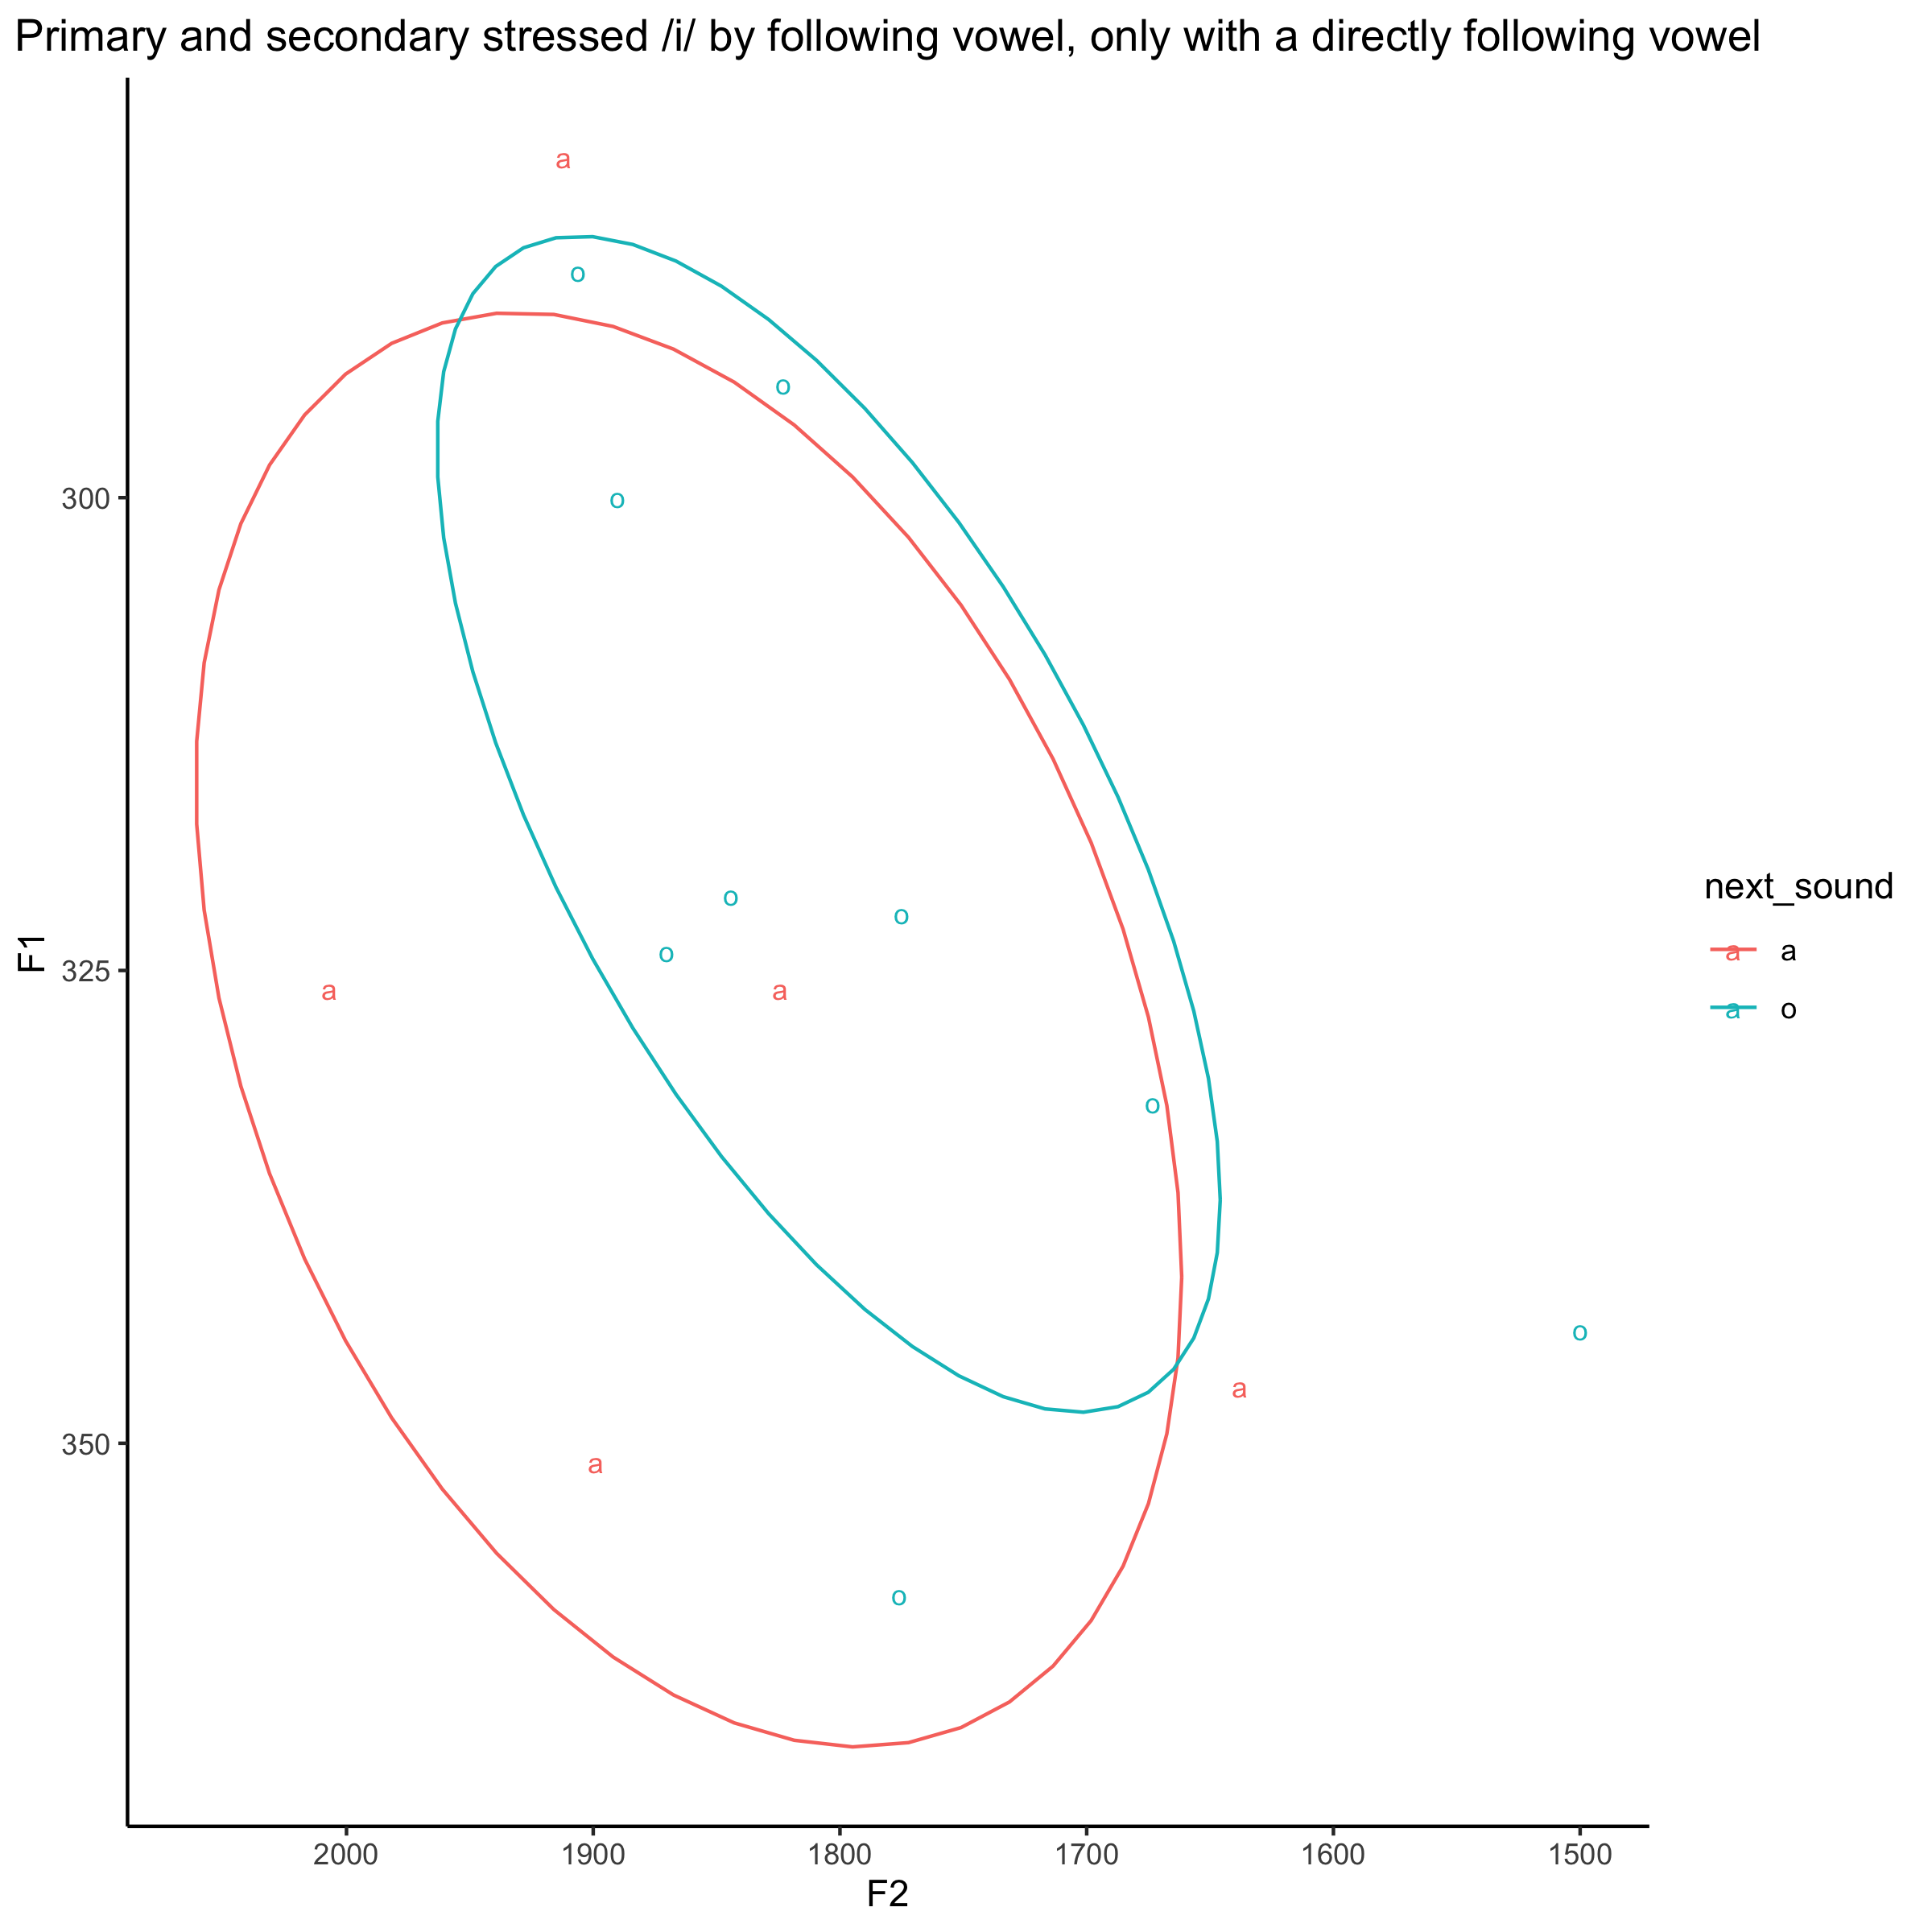 Primary and secondary stressed /i/ by following vowel, only with a directly following vowel
a
o
o
300
o
o
o
o
F1
325
a
a
o
o
a
350
a
o
next_sound
a a
a o
2000 1900 1800 1700 1600 1500
F2